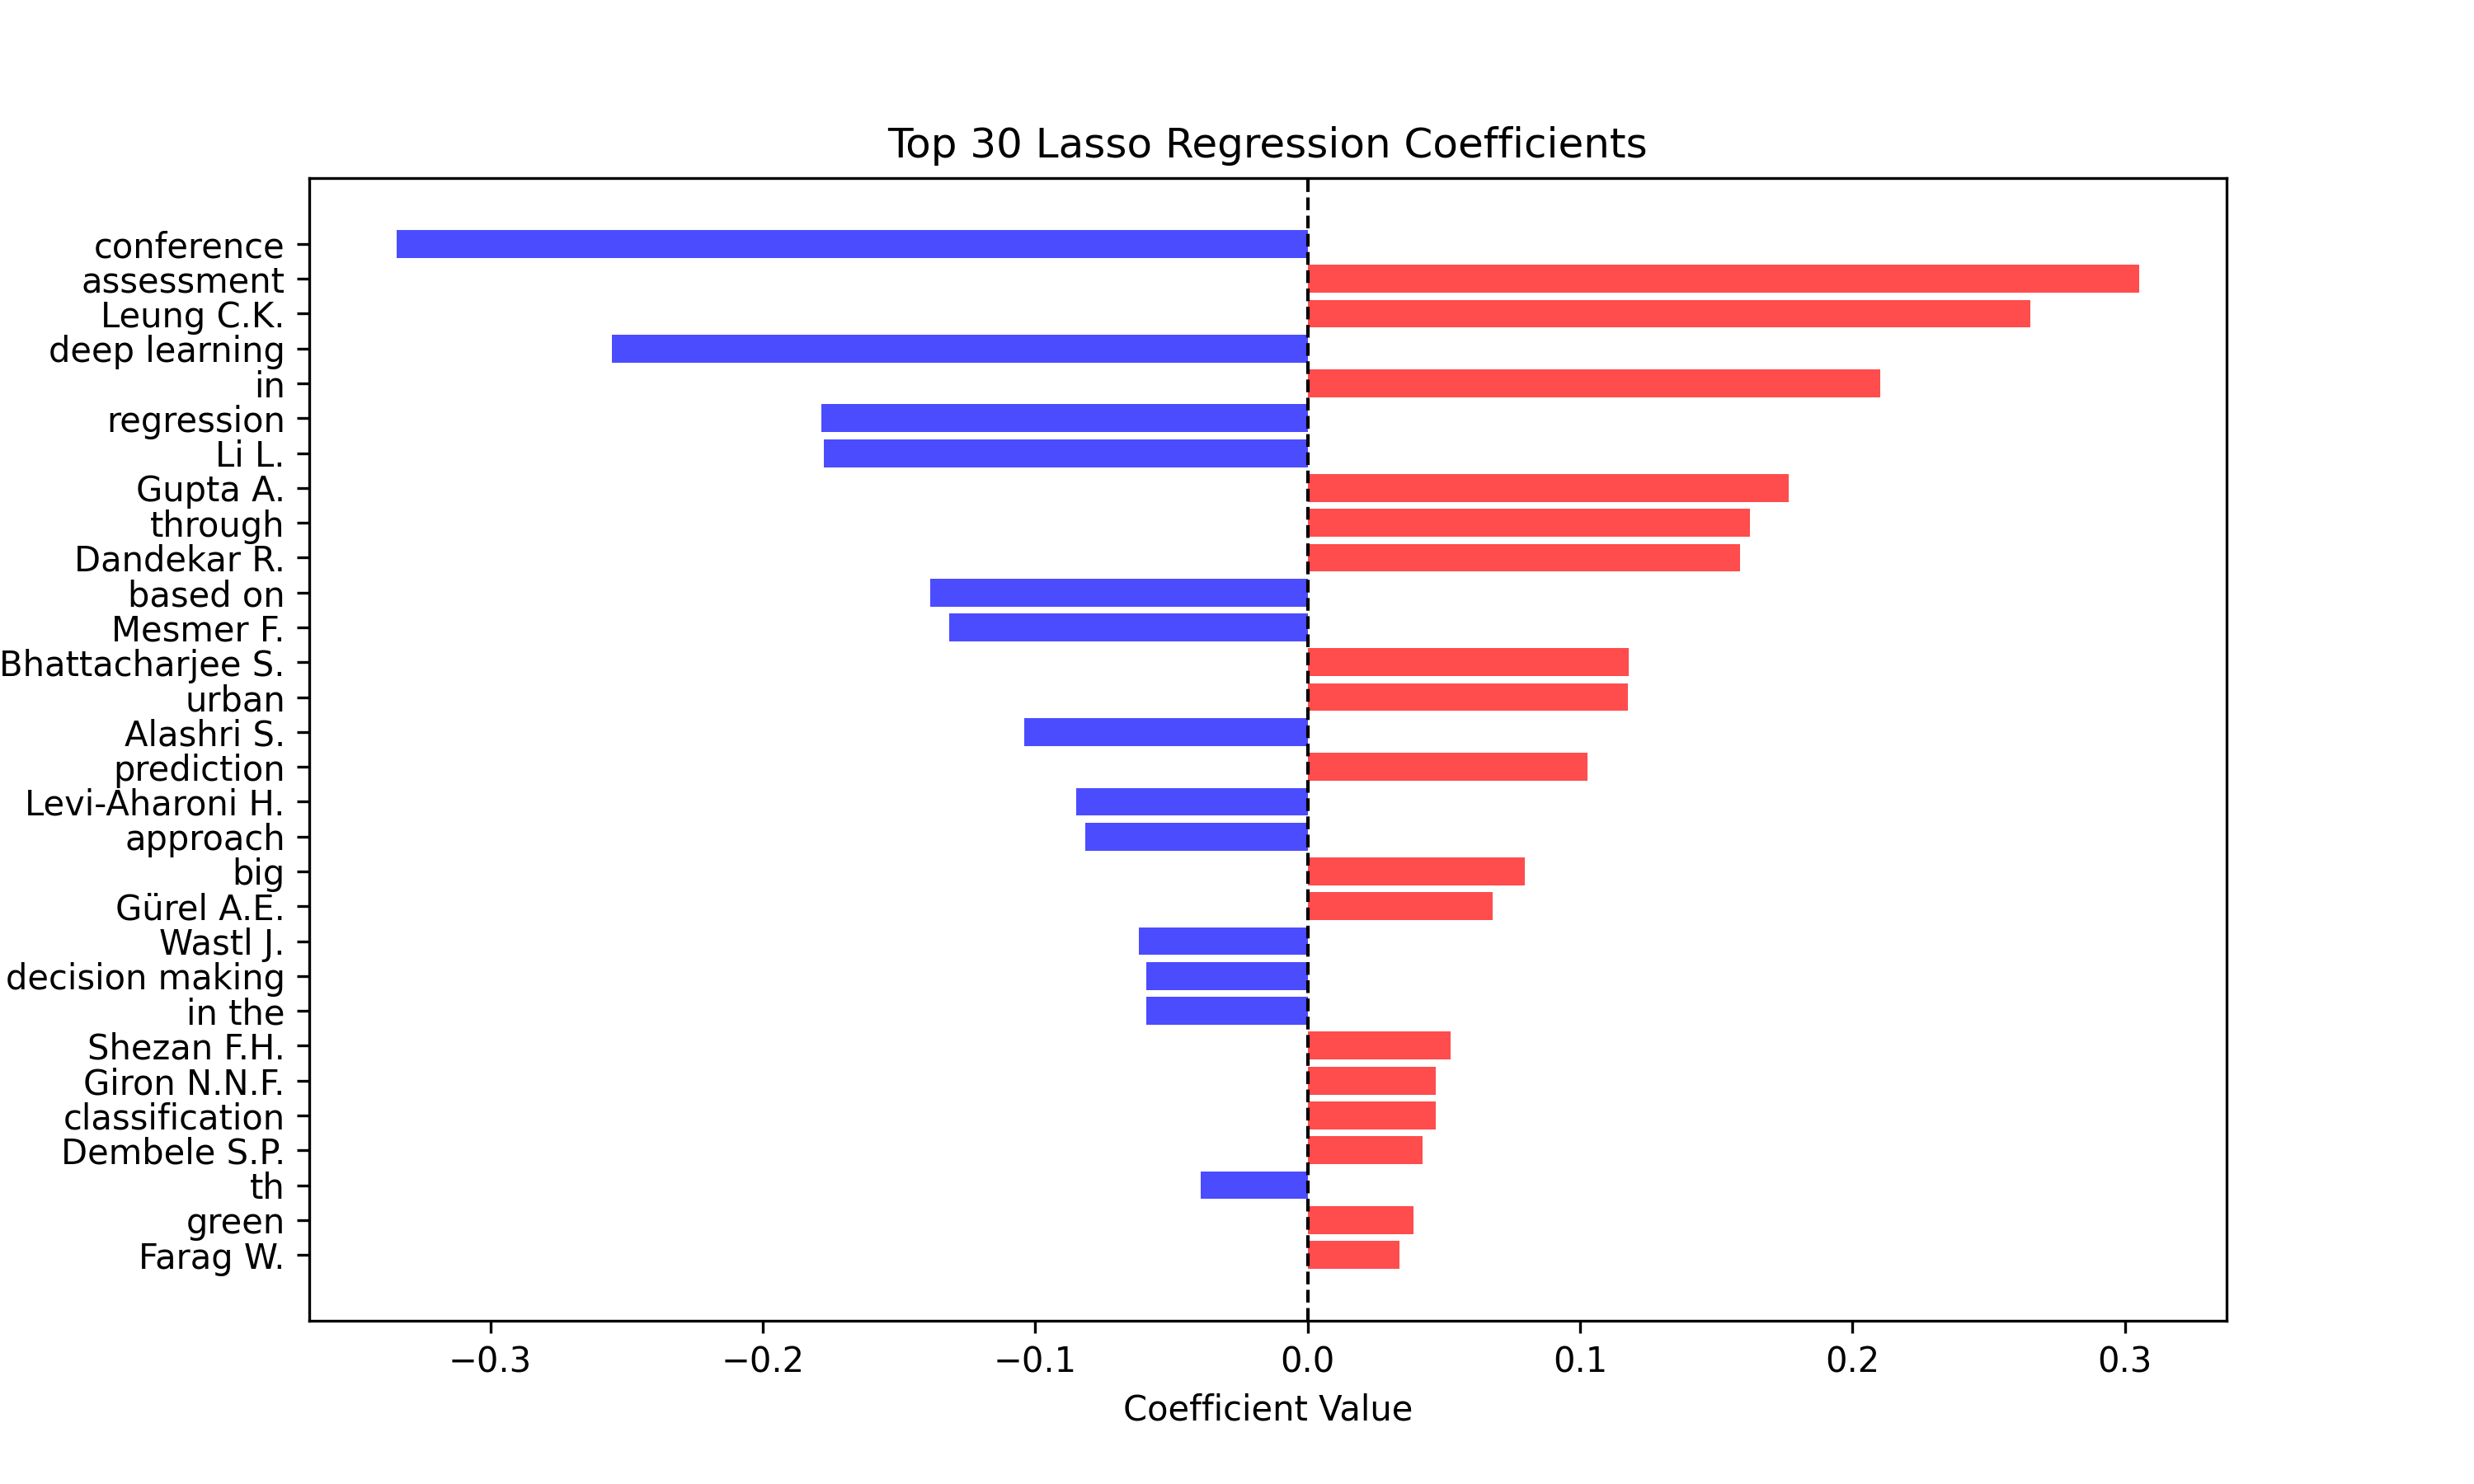 Top 30 Lasso Regression Coefficients
conference
assessment
Leung C.K.
deep learning
in
regression
Li L.
Gupta A.
through
Dandekar R.
based on
Mesmer F.
Bhattacharjee S.
urban
Alashri S.
prediction
Levi-Aharoni H.
approach
big
Gürel A.E.
Wastl J.
decision making
in the
Shezan F.H.
Giron N.N.F.
classification
Dembele S.P.
th
green
Farag W.
−0.3 −0.2 −0.1 0.0 0.1 0.2 0.3
Coefficient Value